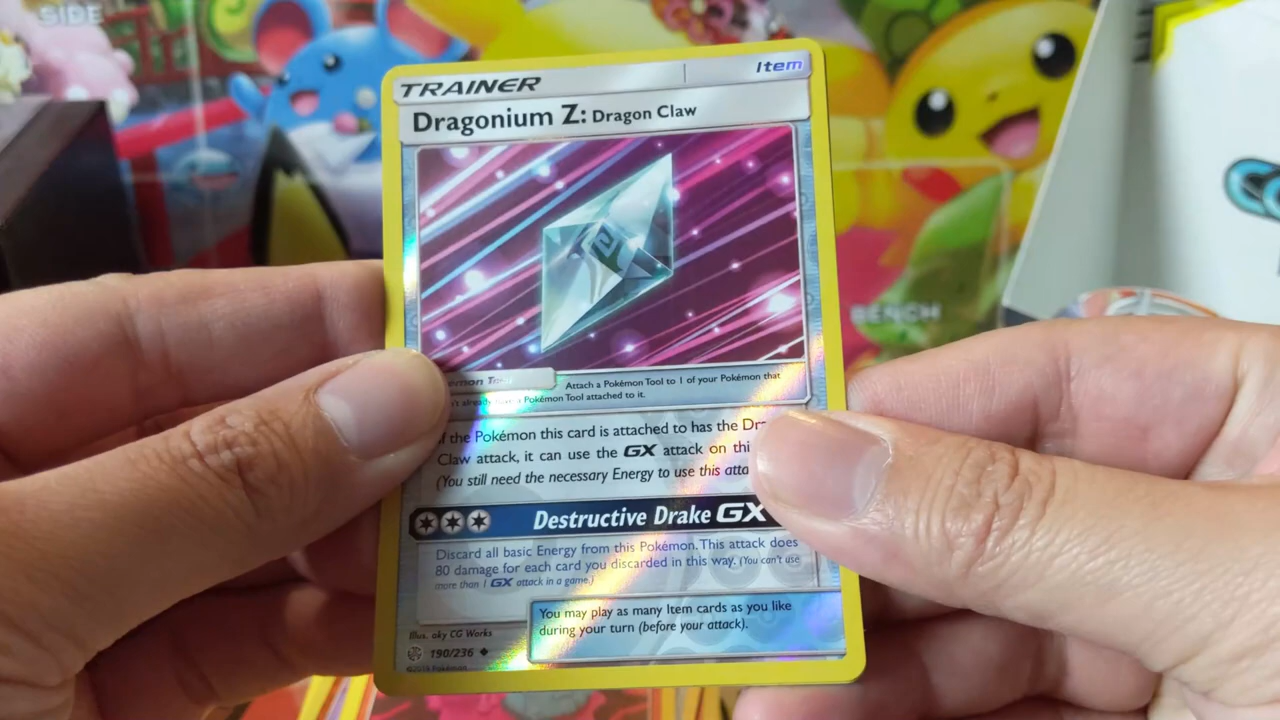 SIDE
TRAINER
Item
Dragonium Z: Dragon Claw
Attach a Pokémon Tool to 1 of your Pokémon that
already have a Pokémon Tool attached to it.
the Pokémon this card is attached to has the
Claw attack, it can use the GX attack on
(You still need the necessary Energy to use this
Destructive Drake GX
Discard all basic Energy from this Pokémon. This attack does
80 damage for each card you discarded in this way. (You can't use
more than 1 GX attack in a game.)
You may play as many Item cards as you like
during your turn (before your attack).
Illus. aky CG Works
190/236
©2019 Pokémon
BENCH